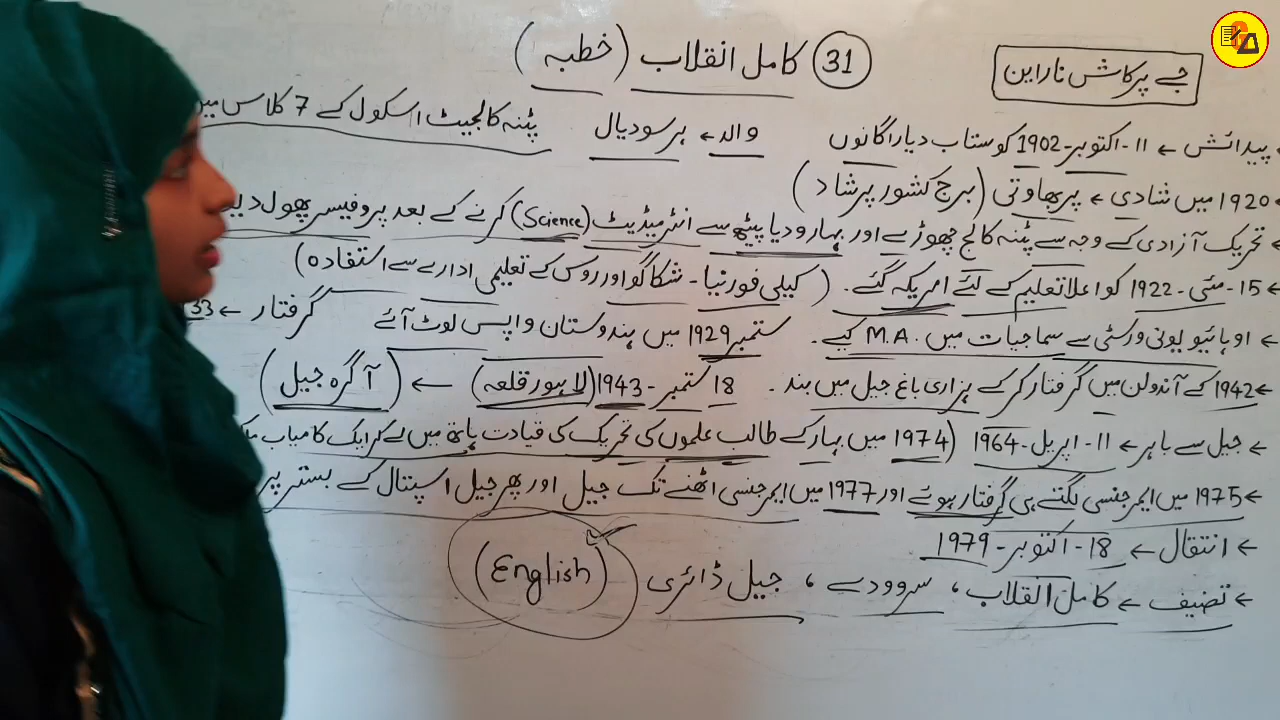 جے پرکاش ناراین
31 کامل انقلاب (خطبہ)
پیدائش ← 11 - اکتوبر - 1902 کو ستاب دیارا گانوں والد ← ہرسو دیال پٹنہ کالجیٹ اسکول کے 7 کلاس میں
1920 میں شادی ← پربھاوتی (برج کشور پرشاد)
تحریک آزادی کے وجہ سے پٹنہ کالج چھوڑے اور بہار ودیا پیٹھ سے انٹر میڈیٹ (Science) کرنے کے بعد پروفیسر پھول
15 - مئی - 1922 کو اعلا تعلیم کے لئے امریکہ گئے۔ (کیلی فورنیا - شکاگو اور روس کے تعلیمی ادارے سے استفادہ)
← اوہائیو یونی ورسٹی سے سماجیات میں M.A. کیے۔ ستمبر 1929 میں ہندوستان واپس لوٹ آئے گرفتار ← 33
← 1942 کے آندولن میں گرفتار کر کے ہزاری باغ جیل میں بند۔ 18 ستمبر - 1943 (لاہور قلعہ) ← (آگرہ جیل)
← جیل سے باہر ← 11 - اپریل - 1964 (1974 میں بہار کے طالب علموں کی تحریک کی قیادت ہاتھ میں لے کر ایک کامیاب
← 1975 میں ایمرجنسی لگتے ہی گرفتار ہوئے اور 1977 میں ایمرجنسی اٹھنے تک جیل اور پھر جیل اسپتال کے بستر پر
← انتقال ← 18 - اکتوبر - 1979
← تصنیف ← کامل انقلاب، سروودے، جیل ڈائری (English)